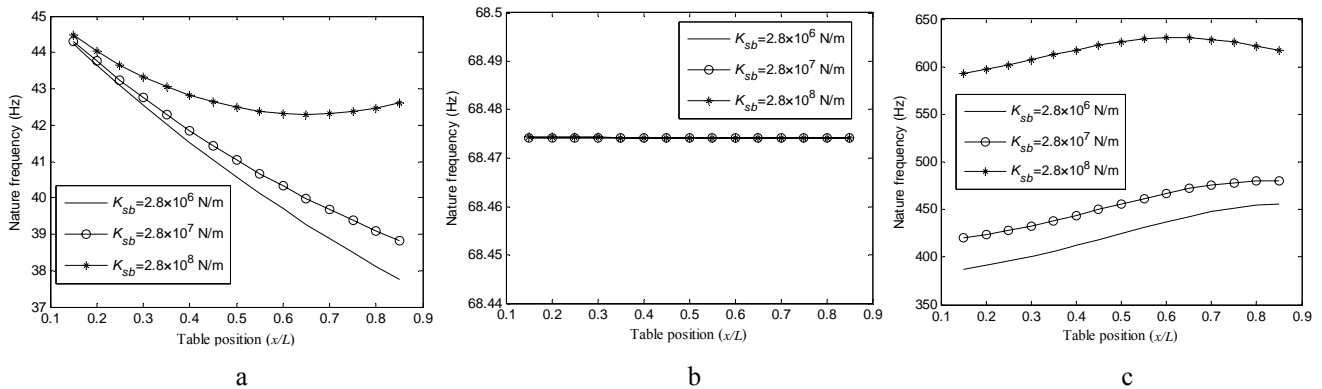 45
44
43
42
41
40
39
38
37
Nature frequency (Hz)
K_sb=2.8×10^6 N/m
K_sb=2.8×10^7 N/m
K_sb=2.8×10^8 N/m
0.1 0.2 0.3 0.4 0.5 0.6 0.7 0.8 0.9
Table position (x/L)
a
68.5
68.49
68.48
68.47
68.46
68.45
68.44
Nature frequency (Hz)
K_sb=2.8×10^6 N/m
K_sb=2.8×10^7 N/m
K_sb=2.8×10^8 N/m
0.1 0.2 0.3 0.4 0.5 0.6 0.7 0.8 0.9
Table position (x/L)
b
650
600
550
500
450
400
350
Nature frequency (Hz)
K_sb=2.8×10^6 N/m
K_sb=2.8×10^7 N/m
K_sb=2.8×10^8 N/m
0.1 0.2 0.3 0.4 0.5 0.6 0.7 0.8 0.9
Table position (x/L)
c